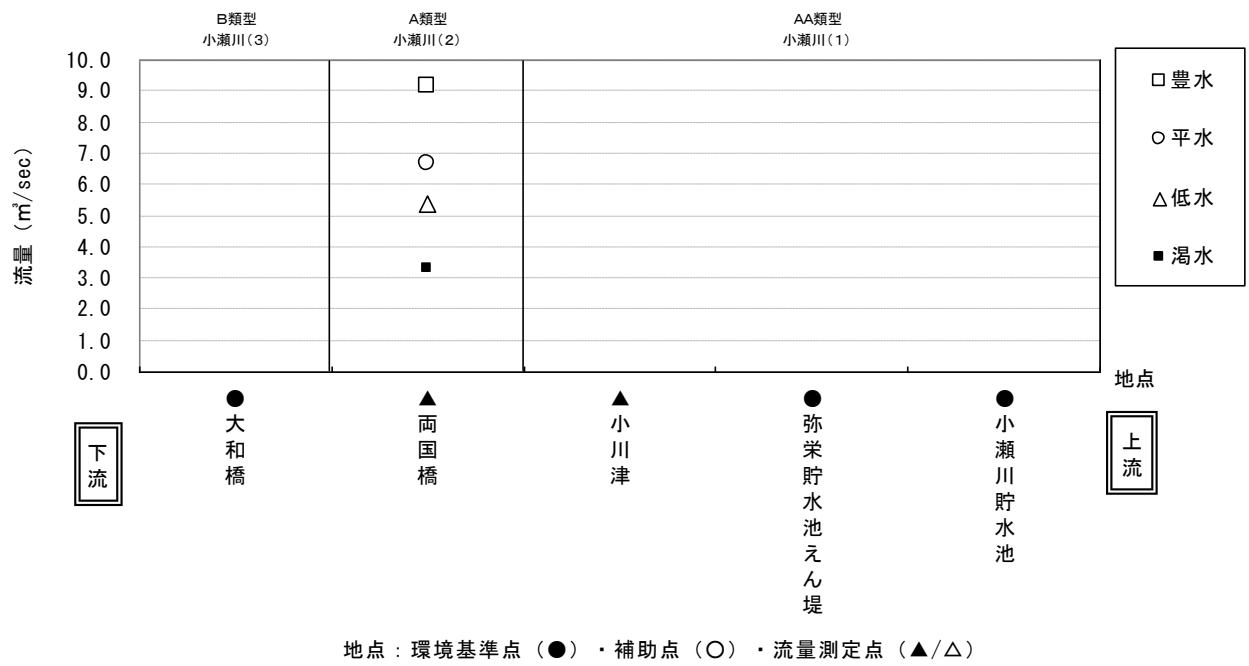 B類型
小瀬川(3)
A類型
小瀬川(2)
AA類型
小瀬川(1)
10.0
9.0
8.0
7.0
6.0
5.0
4.0
3.0
2.0
1.0
0.0
流量 (㎥/sec)
□豊水
○平水
△低水
■渇水
地点
●
大和橋
▲
両国橋
▲
小川津
●
弥栄貯水池えん堤
●
小瀬川貯水池
下流
上流
地点：環境基準点（●）・補助点（○）・流量測定点（▲/△）